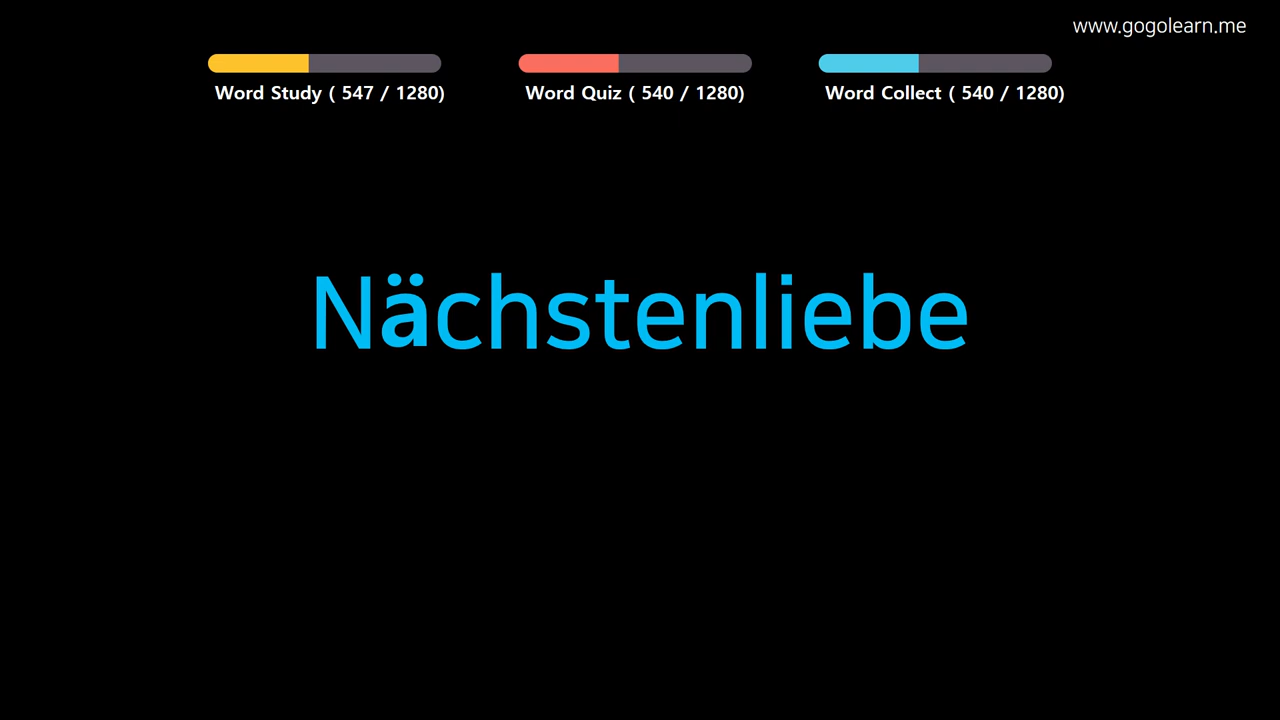 www.gogolearn.me
Word Study ( 547 / 1280)
Word Quiz ( 540 / 1280)
Word Collect ( 540 / 1280)
Nächstenliebe